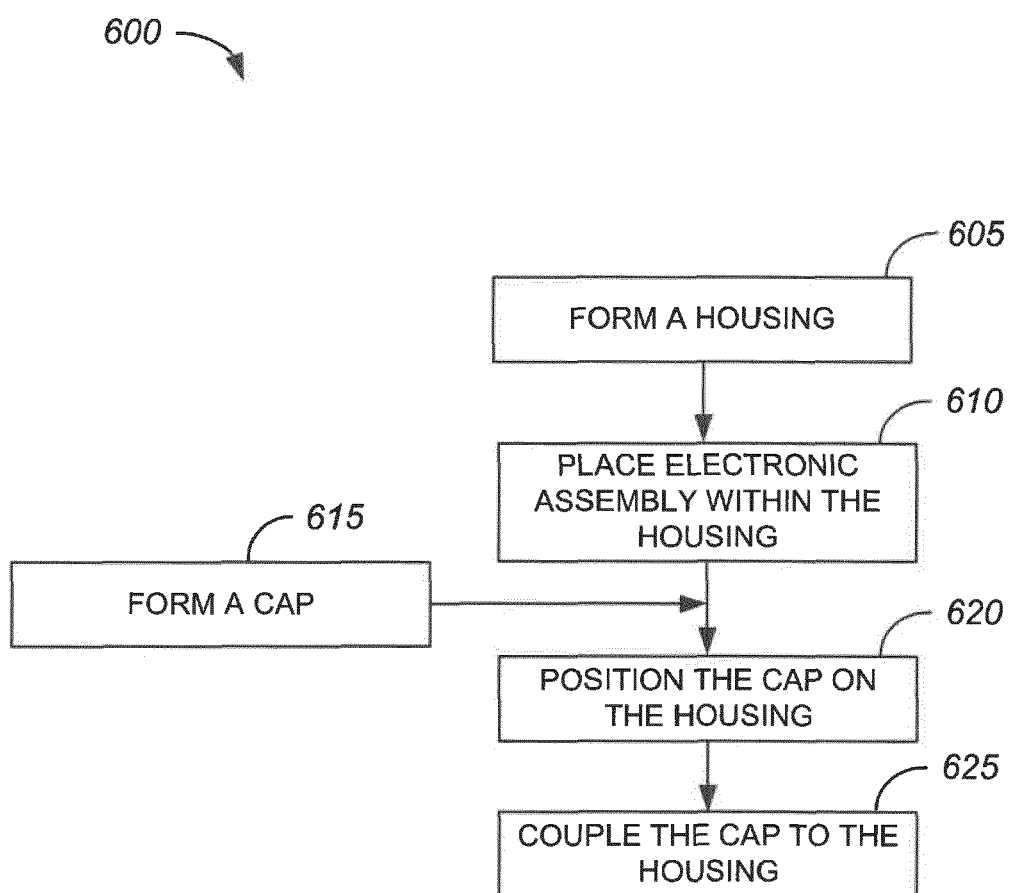 600
605
FORM A HOUSING
610
PLACE ELECTRONIC
ASSEMBLY WITHIN THE
HOUSING
615
FORM A CAP
620
POSITION THE CAP ON
THE HOUSING
625
COUPLE THE CAP TO THE
HOUSING